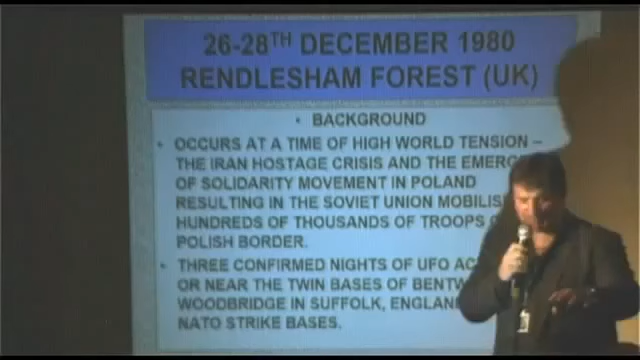 26-28TH DECEMBER 1980
RENDLESHAM FOREST (UK)
• BACKGROUND
• OCCURS AT A TIME OF HIGH WORLD TENSION –
THE IRAN HOSTAGE CRISIS AND THE
OF SOLIDARITY MOVEMENT IN POLAND
RESULTING IN THE SOVIET UNION
HUNDREDS OF THOUSANDS OF TROOPS
POLISH BORDER.
• THREE CONFIRMED NIGHTS OF UFO
OR NEAR THE TWIN BASES OF
WOODBRIDGE IN SUFFOLK,
NATO STRIKE BASES.